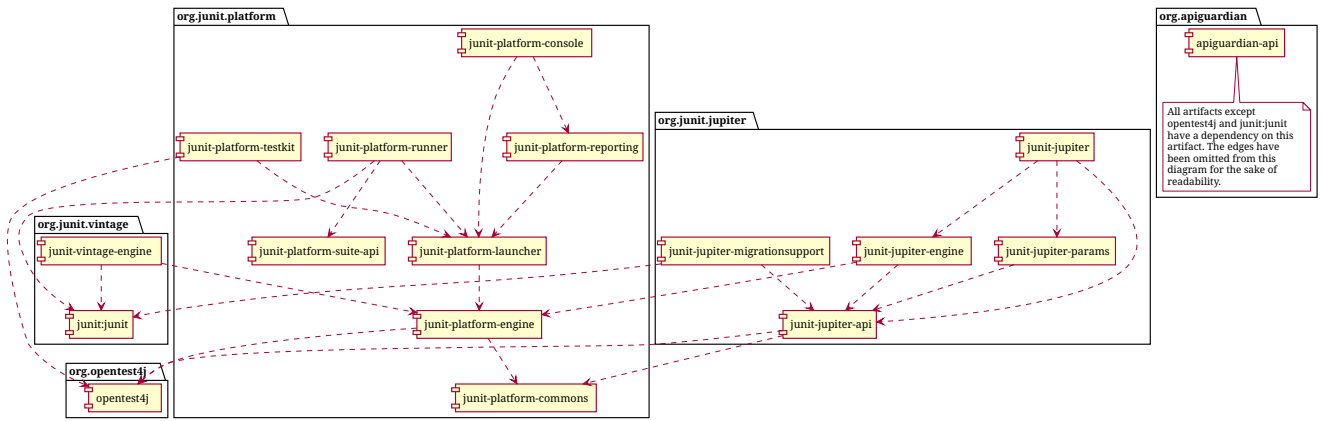 org.junit.platform
org.apiguardian
junit-platform-console
apiguardian-api
All artifacts except
opentest4j and junit:junit
have a dependency on this
artifact. The edges have
been omitted from this
diagram for the sake of
readability.
org.junit.jupiter
junit-platform-testkit
junit-platform-runner
junit-platform-reporting
junit-jupiter
org.junit.vintage
junit-vintage-engine
junit-platform-suite-api
junit-platform-launcher
junit-jupiter-migrationsupport
junit-jupiter-engine
junit-jupiter-params
junit:junit
junit-platform-engine
junit-jupiter-api
org.opentest4j
opentest4j
junit-platform-commons